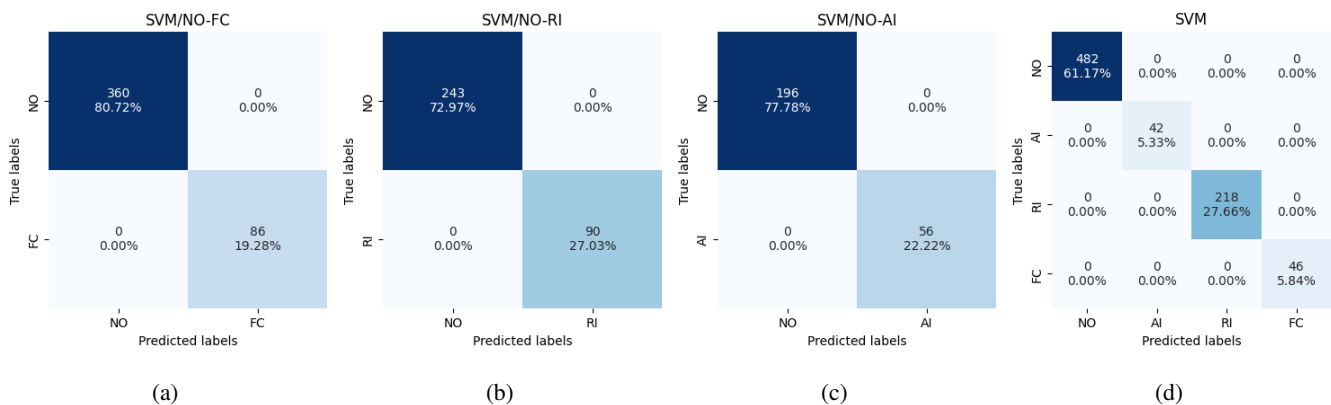 SVM/NO-FC
NO
360
80.72%
0
0.00%
FC
0
0.00%
86
19.28%
True labels
NO FC
Predicted labels
(a)
SVM/NO-RI
NO
243
72.97%
0
0.00%
RI
0
0.00%
90
27.03%
True labels
NO RI
Predicted labels
(b)
SVM/NO-AI
NO
196
77.78%
0
0.00%
AI
0
0.00%
56
22.22%
True labels
NO AI
Predicted labels
(c)
SVM
NO
482 0 0 0
61.17% 0.00% 0.00% 0.00%
AI
0 42 0 0
0.00% 5.33% 0.00% 0.00%
RI
0 0 218 0
0.00% 0.00% 27.66% 0.00%
FC
0 0 0 46
0.00% 0.00% 0.00% 5.84%
True labels
NO AI RI FC
Predicted labels
(d)